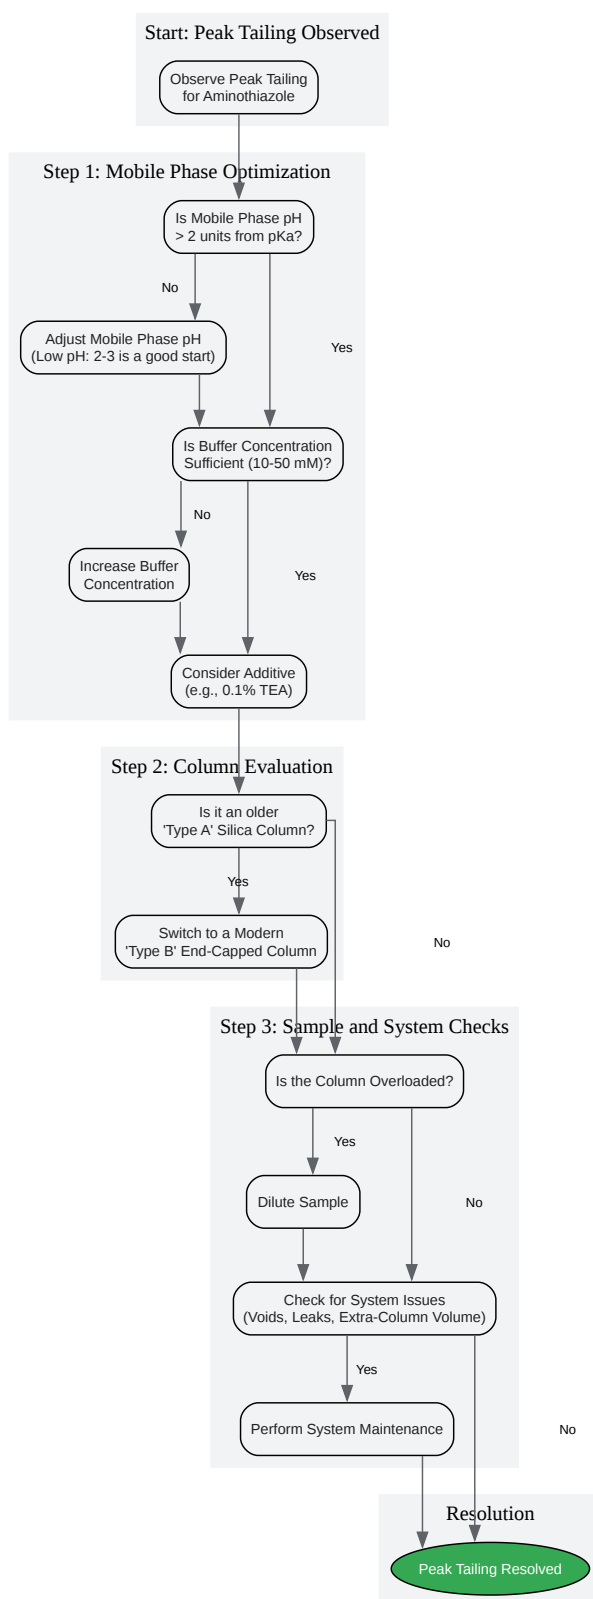 Start: Peak Tailing Observed
Observe Peak Tailing
for Aminothiazole
Step 1: Mobile Phase Optimization
Is Mobile Phase pH
> 2 units from pKa?
No
Adjust Mobile Phase pH
(Low pH: 2-3 is a good start)
Yes
Is Buffer Concentration
Sufficient (10-50 mM)?
No
Increase Buffer
Concentration
Yes
Consider Additive
(e.g., 0.1% TEA)
Step 2: Column Evaluation
Is it an older
'Type A' Silica Column?
Yes
Switch to a Modern
'Type B' End-Capped Column
No
Step 3: Sample and System Checks
Is the Column Overloaded?
Yes
Dilute Sample
No
Check for System Issues
(Voids, Leaks, Extra-Column Volume)
Yes
Perform System Maintenance
No
Resolution
Peak Tailing Resolved